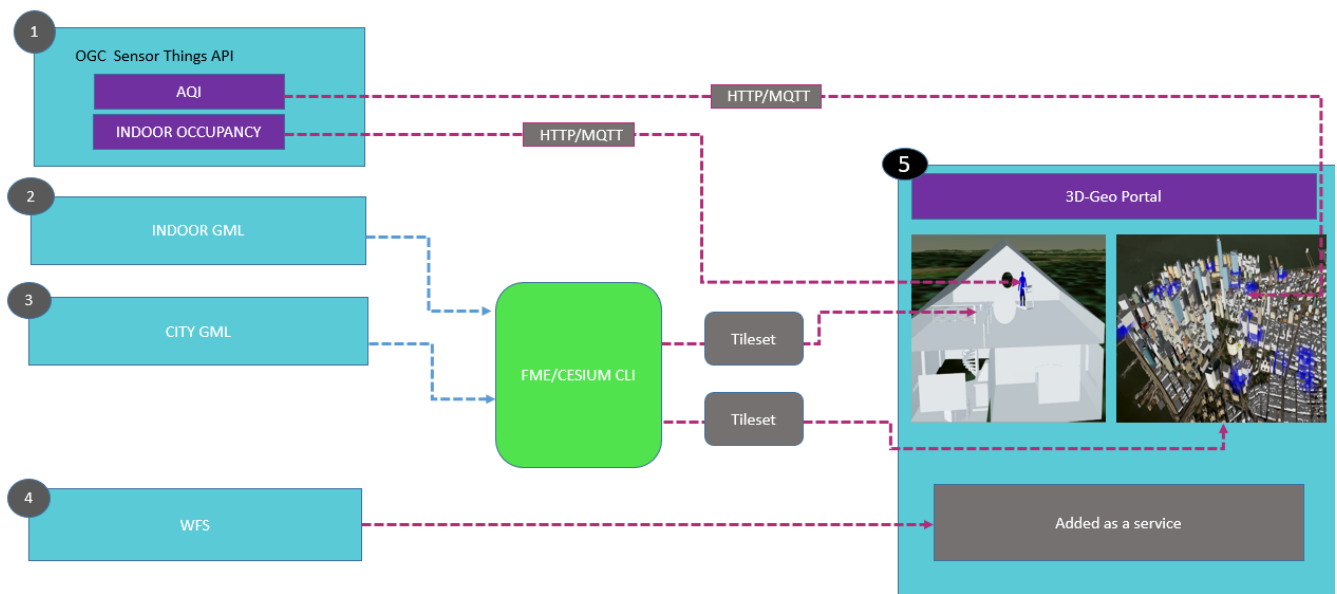 1
OGC Sensor Things API
AQI
HTTP/MQTT
INDOOR OCCUPANCY
HTTP/MQTT
2
INDOOR GML
3
CITY GML
FME/CESIUM CLI
Tileset
Tileset
4
WFS
5
3D-Geo Portal
Added as a service